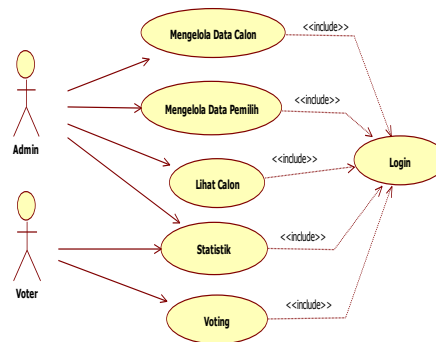 Mengelola Data Calon
<<include>>
Mengelola Data Pemilih
<<include>>
Admin
Login
<<include>>
Lihat Calon
Statistik
<<include>>
Voter
<<include>>
Voting